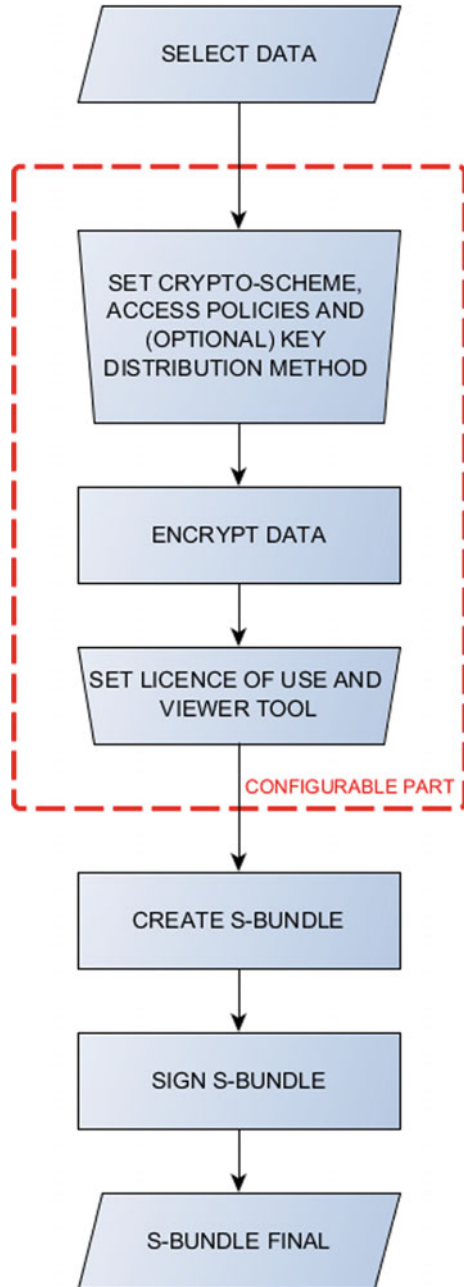 SELECT DATA
SET CRYPTO-SCHEME,
ACCESS POLICIES AND
(OPTIONAL) KEY
DISTRIBUTION METHOD
ENCRYPT DATA
SET LICENCE OF USE AND
VIEWER TOOL
CONFIGURABLE PART
CREATE S-BUNDLE
SIGN S-BUNDLE
S-BUNDLE FINAL